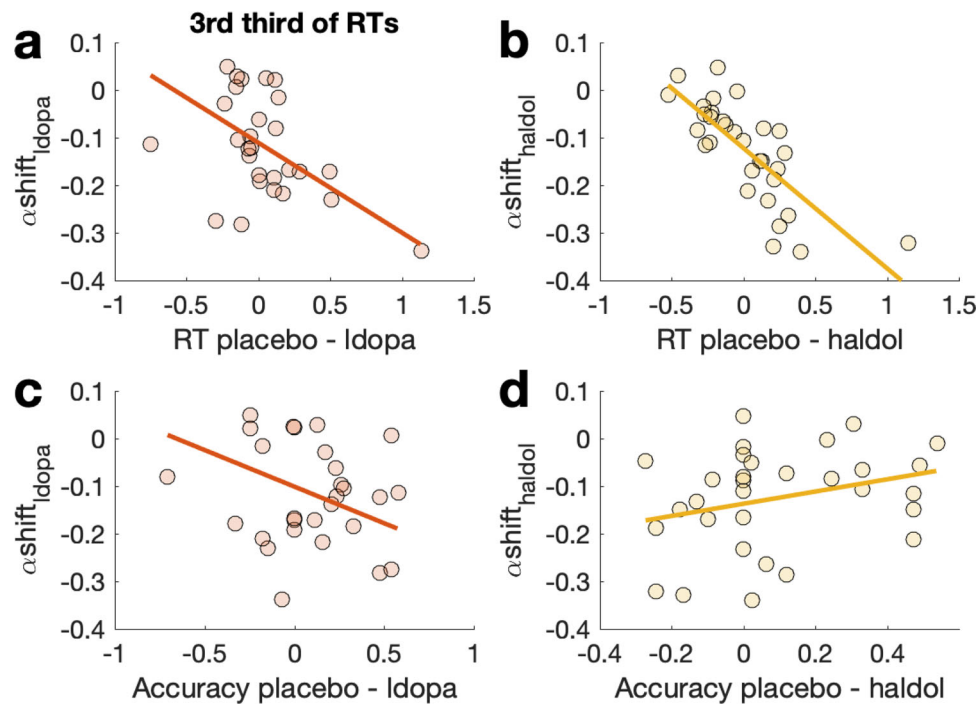 3rd third of RTs
a
0.1
0
-0.1
-0.2
-0.3
-0.4
αshift_ldopa
-1 -0.5 0 0.5 1 1.5
RT placebo - ldopa
b
0.1
0
-0.1
-0.2
-0.3
-0.4
αshift_haldol
-1 -0.5 0 0.5 1 1.5
RT placebo - haldol
c
0.1
0
-0.1
-0.2
-0.3
-0.4
αshift_ldopa
-1 -0.5 0 0.5 1
Accuracy placebo - ldopa
d
0.1
0
-0.1
-0.2
-0.3
-0.4
αshift_haldol
-0.4 -0.2 0 0.2 0.4
Accuracy placebo - haldol